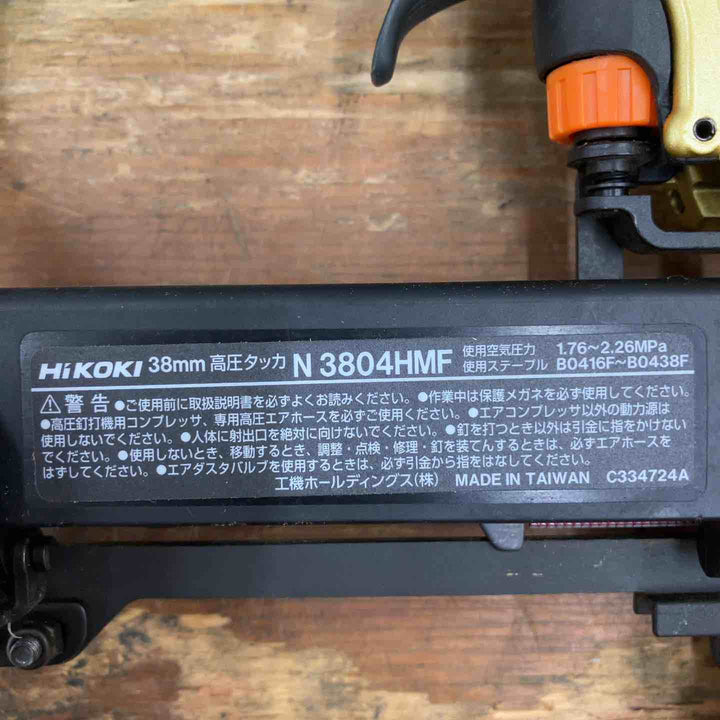 HiKOKI 38mm 高圧タッカ N 3804HMF 使用空気圧力 1.76～2.26MPa
使用ステープル B0416F～B0438F
⚠警告 ●ご使用前に取扱説明書を必ずよくお読みください。●作業中は保護メガネを必ず使用してください。
●高圧釘打機用コンプレッサ、専用高圧エアホースを必ずご使用ください。●エアコンプレッサ以外の動力源は
使用しないでください。●人体に射出口を絶対に向けないでください。●釘を打つとき以外は引金に指をかけない
でください。●使用しないとき、移動するとき、調整・点検・修理・釘を装てんするときは、必ずエアホースを
はずしてください。●エアダスタバルブを使用するときは、必ず引金から指をはなしてください。
工機ホールディングス(株) MADE IN TAIWAN C334724A